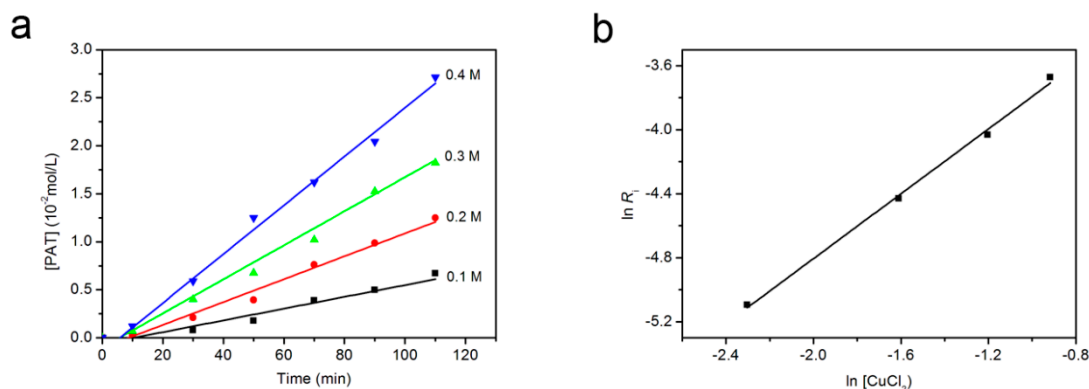 a
3.0
2.5
2.0
1.5
1.0
0.5
0.0
[PAT] (10⁻²mol/L)
0.4 M
0.3 M
0.2 M
0.1 M
0 20 40 60 80 100 120
Time (min)
b
-3.6
-4.0
-4.4
-4.8
-5.2
ln Rᵢ
-2.4 -2.0 -1.6 -1.2 -0.8
ln [CuCl₂)